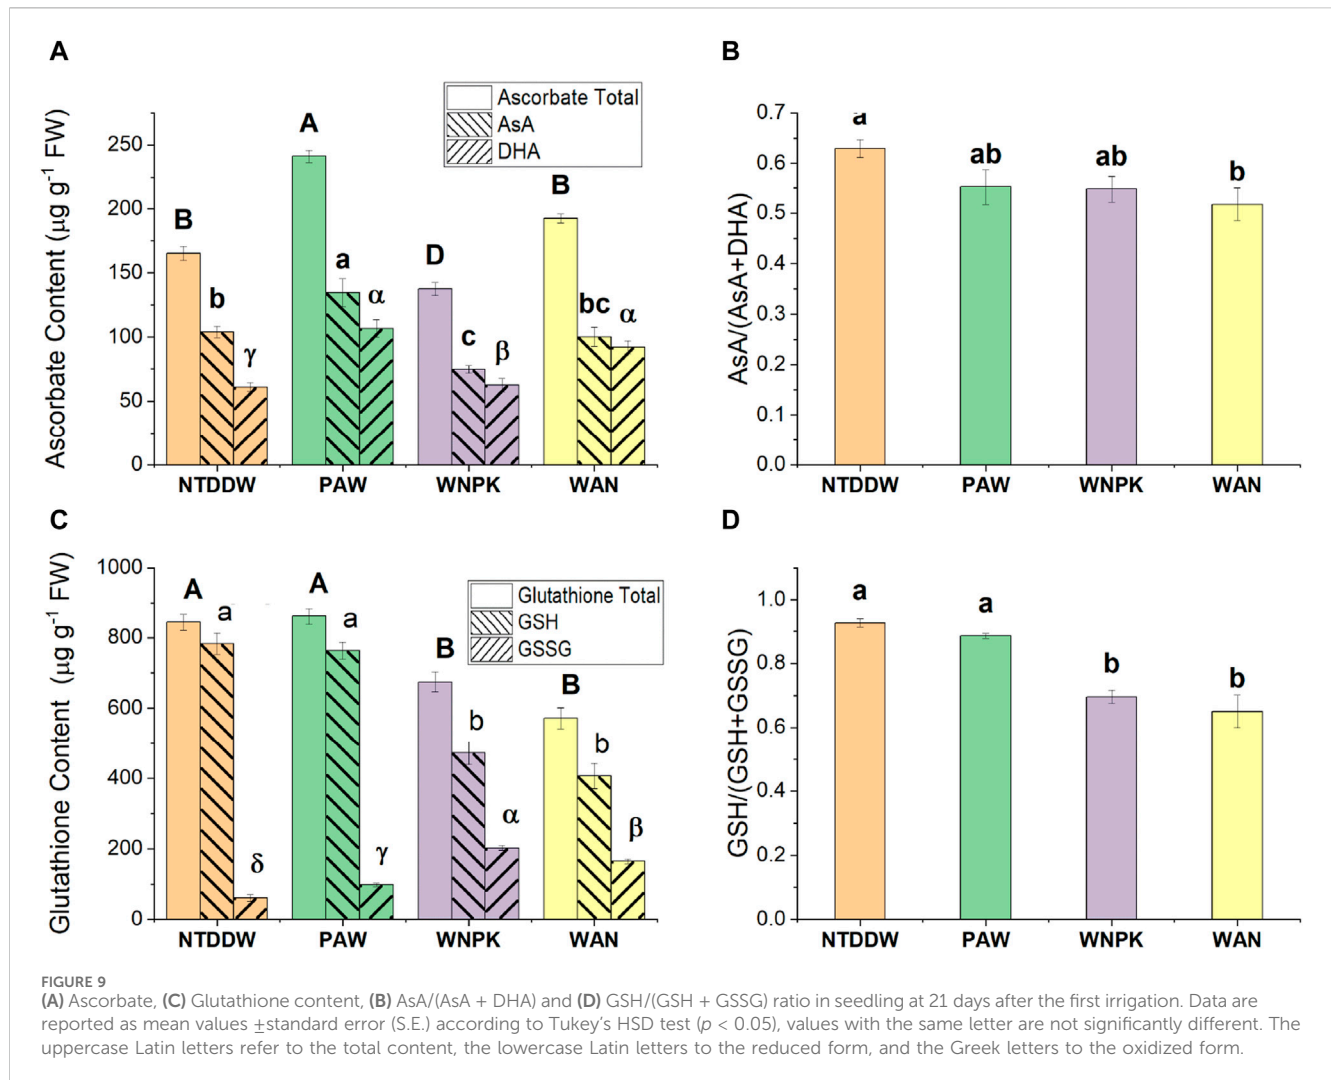 A
Ascorbate Content (µg g⁻¹ FW)
250
200
150
100
50
0
Ascorbate Total
AsA
DHA
B
b
γ
A
a
α
D
c
β
B
bc
α
NTDDW PAW WNPK WAN
B
AsA/(AsA+DHA)
0.7
0.6
0.5
0.4
0.3
0.2
0.1
0.0
a
ab
ab
b
NTDDW PAW WNPK WAN
C
Glutathione Content (µg g⁻¹ FW)
1000
800
600
400
200
0
Glutathione Total
GSH
GSSG
A
a
δ
A
a
γ
B
b
α
B
b
β
NTDDW PAW WNPK WAN
D
GSH/(GSH+GSSG)
1.0
0.8
0.6
0.4
0.2
0.0
a
a
b
b
NTDDW PAW WNPK WAN
FIGURE 9
(A) Ascorbate, (C) Glutathione content, (B) AsA/(AsA + DHA) and (D) GSH/(GSH + GSSG) ratio in seedling at 21 days after the first irrigation. Data are
reported as mean values ±standard error (S.E.) according to Tukey's HSD test (p < 0.05), values with the same letter are not significantly different. The
uppercase Latin letters refer to the total content, the lowercase Latin letters to the reduced form, and the Greek letters to the oxidized form.